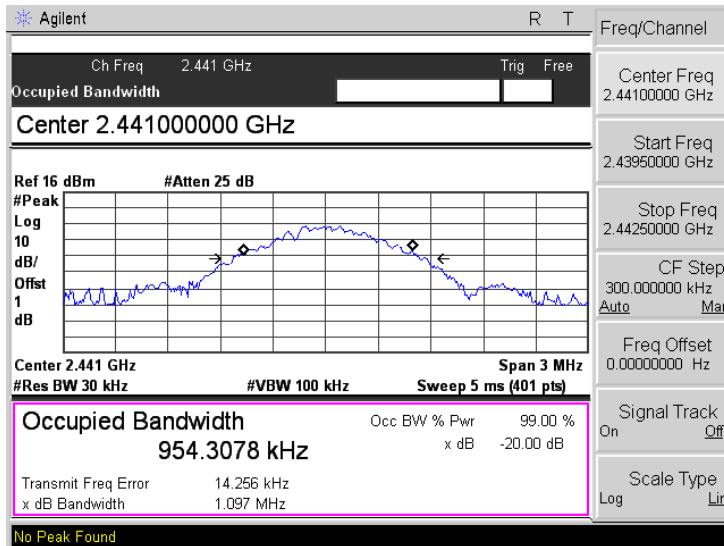 Agilent R T
Ch Freq 2.441 GHz Trig Free
Occupied Bandwidth
Center 2.441000000 GHz
Ref 16 dBm #Atten 25 dB
#Peak
Log
10
dB/
Offst
1
dB
Center 2.441 GHz Span 3 MHz
#Res BW 30 kHz #VBW 100 kHz Sweep 5 ms (401 pts)
Occupied Bandwidth Occ BW % Pwr 99.00 %
954.3078 kHz x dB -20.00 dB
Transmit Freq Error 14.256 kHz
x dB Bandwidth 1.097 MHz
No Peak Found
Freq/Channel
Center Freq
2.44100000 GHz
Start Freq
2.43950000 GHz
Stop Freq
2.44250000 GHz
CF Step
300.000000 kHz
Auto Man
Freq Offset
0.00000000 Hz
Signal Track
On Off
Scale Type
Log Lin